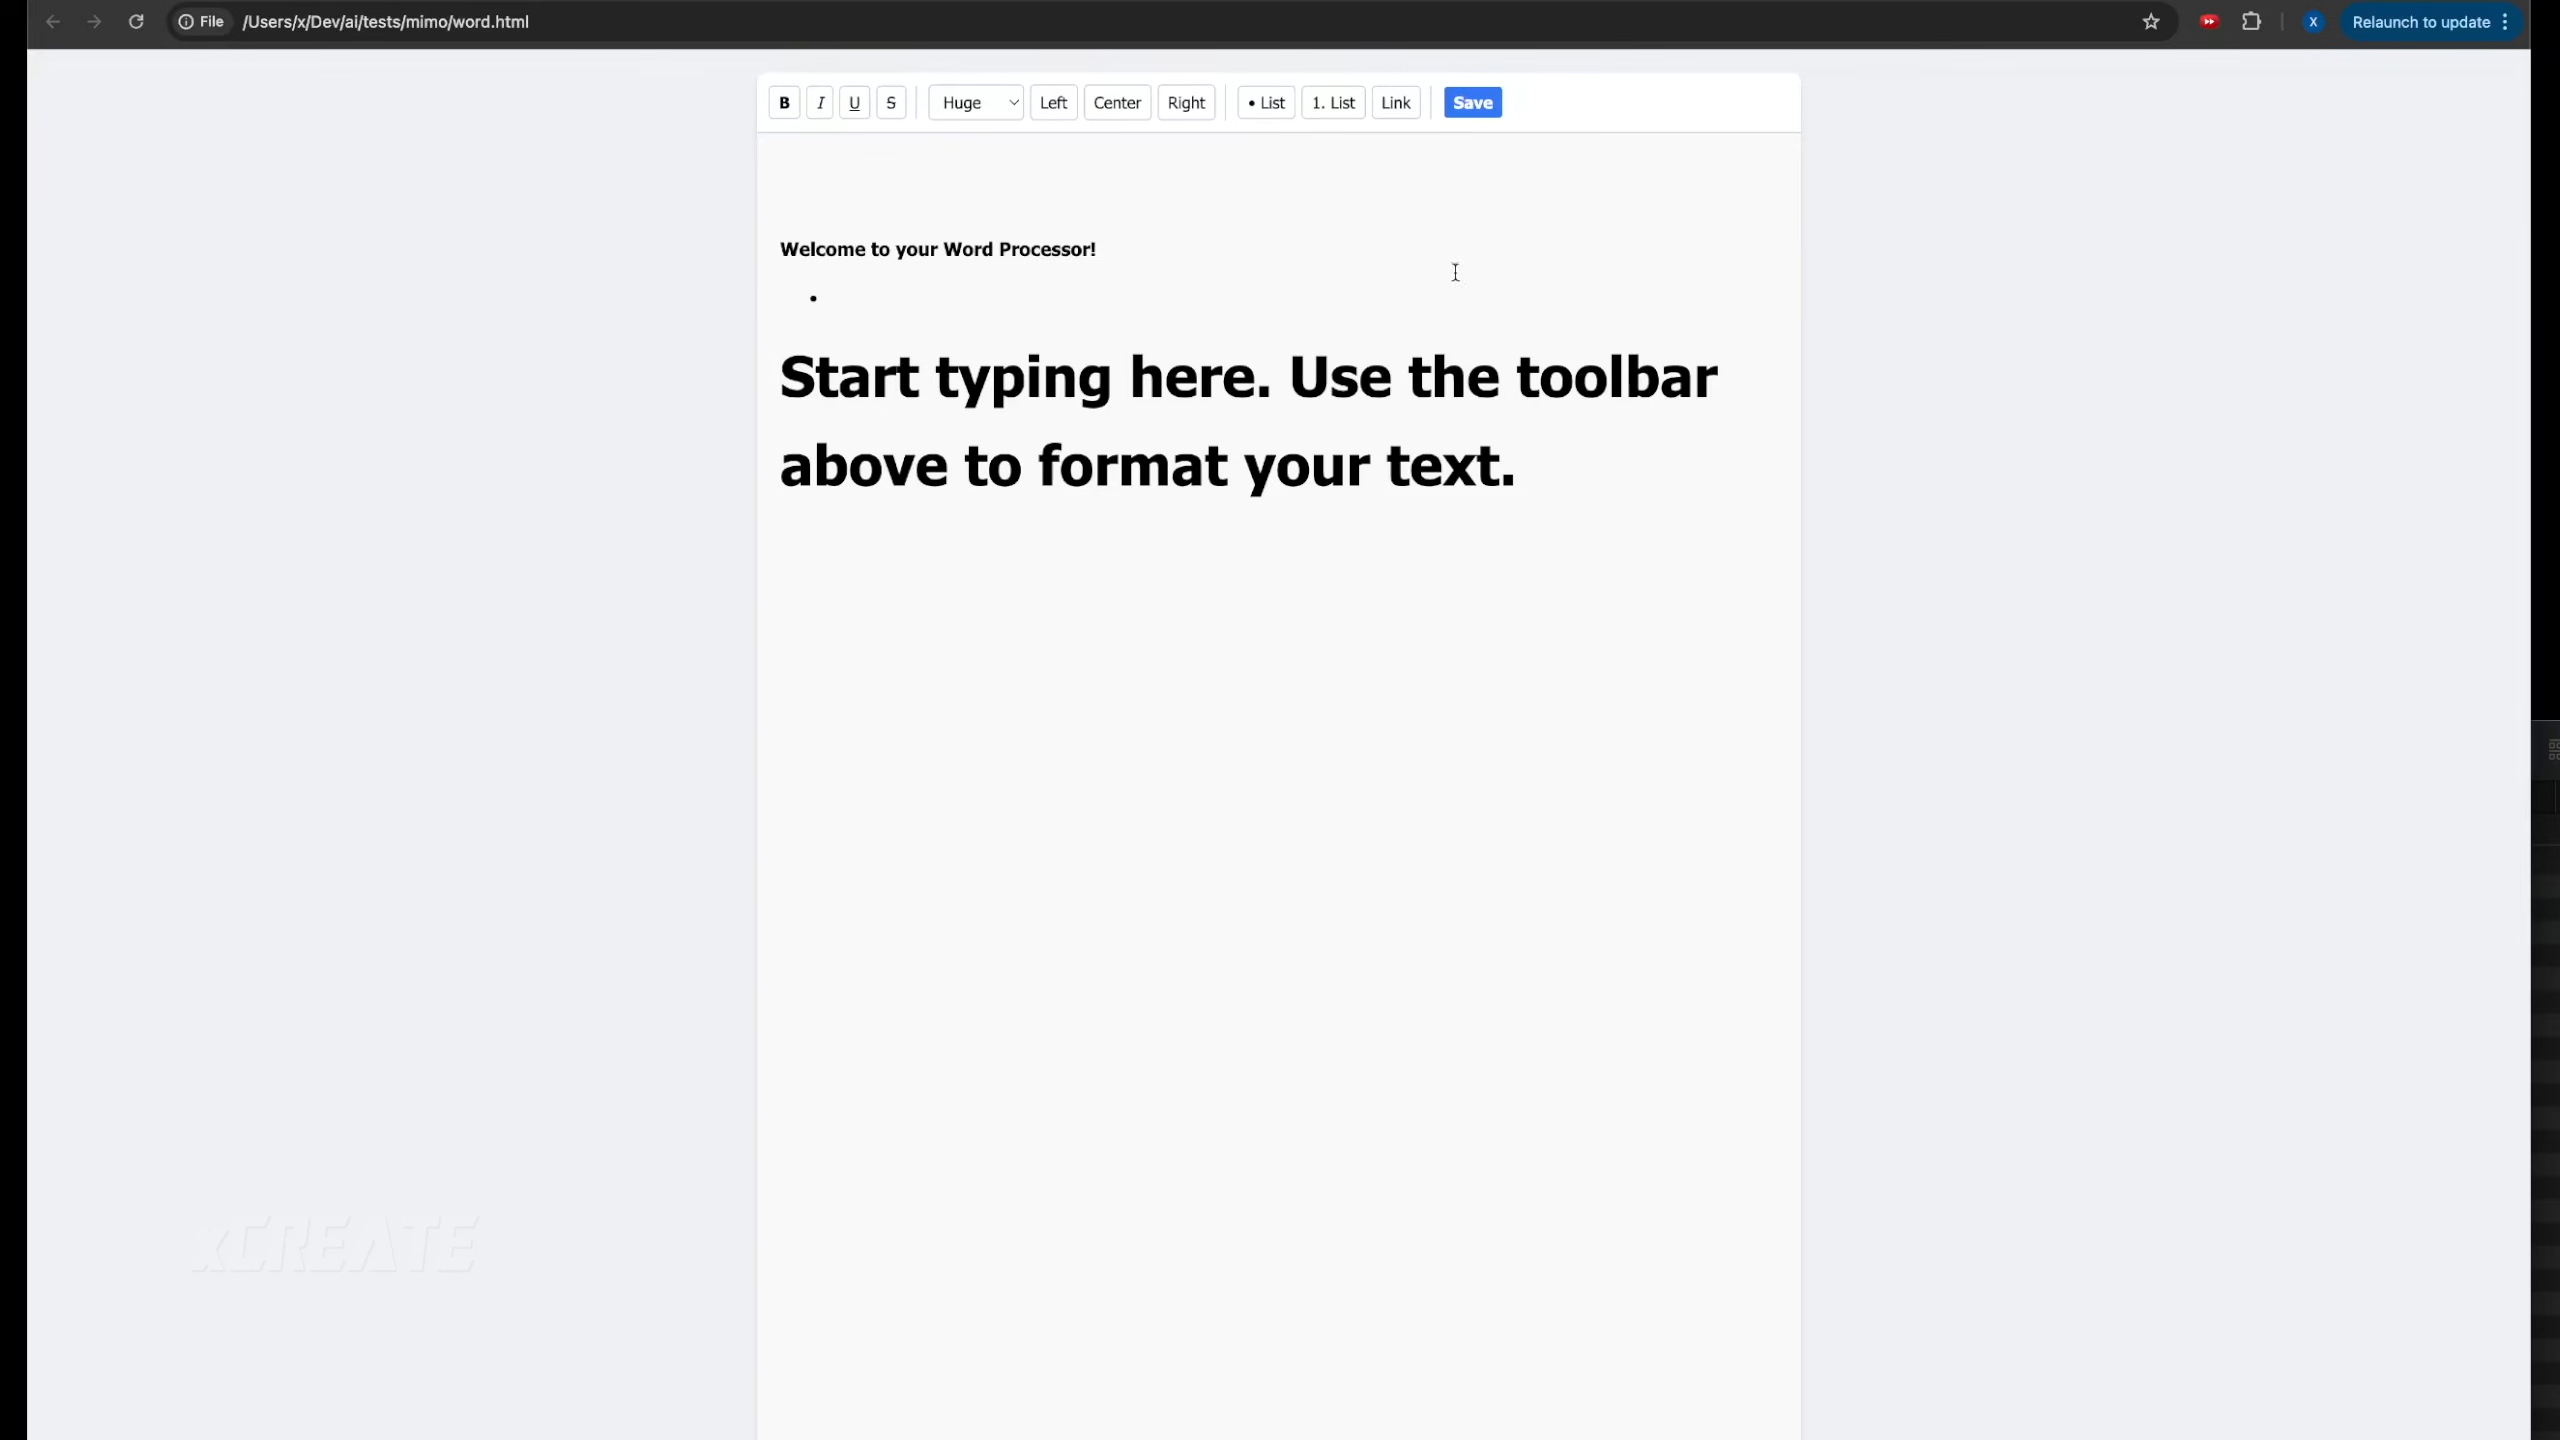 File /Users/x/Dev/ai/tests/mimo/word.html X Relaunch to update
B I U S Huge Left Center Right • List 1. List Link Save
Welcome to your Word Processor!
•
Start typing here. Use the toolbar
above to format your text.
xCREATE